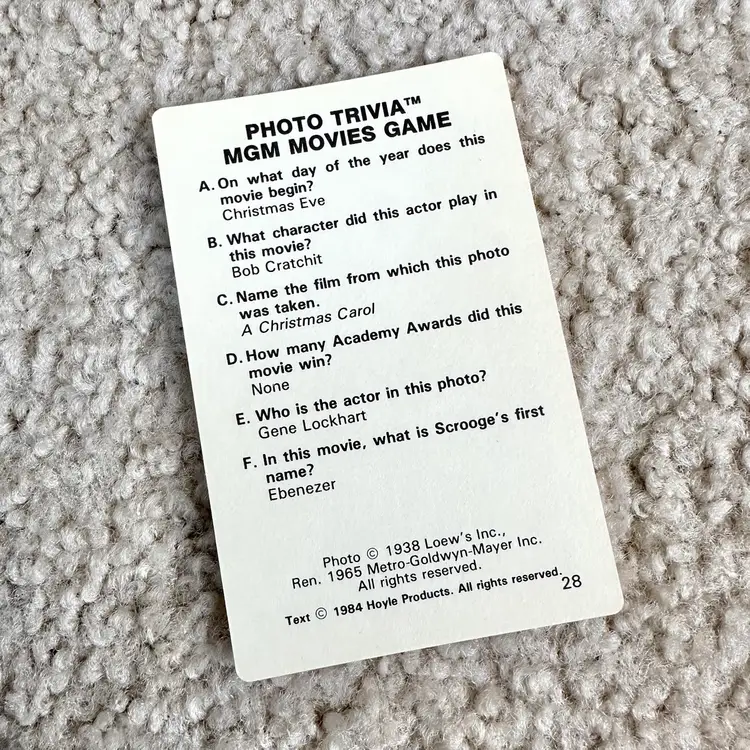 PHOTO TRIVIA™
MGM MOVIES GAME
A. On what day of the year does this
movie begin?
Christmas Eve
B. What character did this actor play in
this movie?
Bob Cratchit
C. Name the film from which this photo
was taken.
A Christmas Carol
D. How many Academy Awards did this
movie win?
None
E. Who is the actor in this photo?
Gene Lockhart
F. In this movie, what is Scrooge's first
name?
Ebenezer
Photo © 1938 Loew's Inc.,
Ren. 1965 Metro-Goldwyn-Mayer Inc.
All rights reserved.
Text © 1984 Hoyle Products. All rights reserved.
28